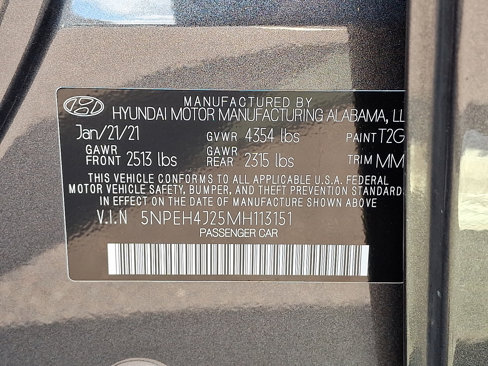 MANUFACTURED BY
HYUNDAI MOTOR MANUFACTURING ALABAMA, LL
Jan/21/21 GVWR 4354 lbs PAINT T2G
GAWR FRONT 2513 lbs GAWR REAR 2315 lbs TRIM MM
THIS VEHICLE CONFORMS TO ALL APPLICABLE U.S.A. FEDERAL
MOTOR VEHICLE SAFETY, BUMPER, AND THEFT PREVENTION STANDARDS
IN EFFECT ON THE DATE OF MANUFACTURE SHOWN ABOVE
V.I.N 5NPEH4J25MH113151
PASSENGER CAR